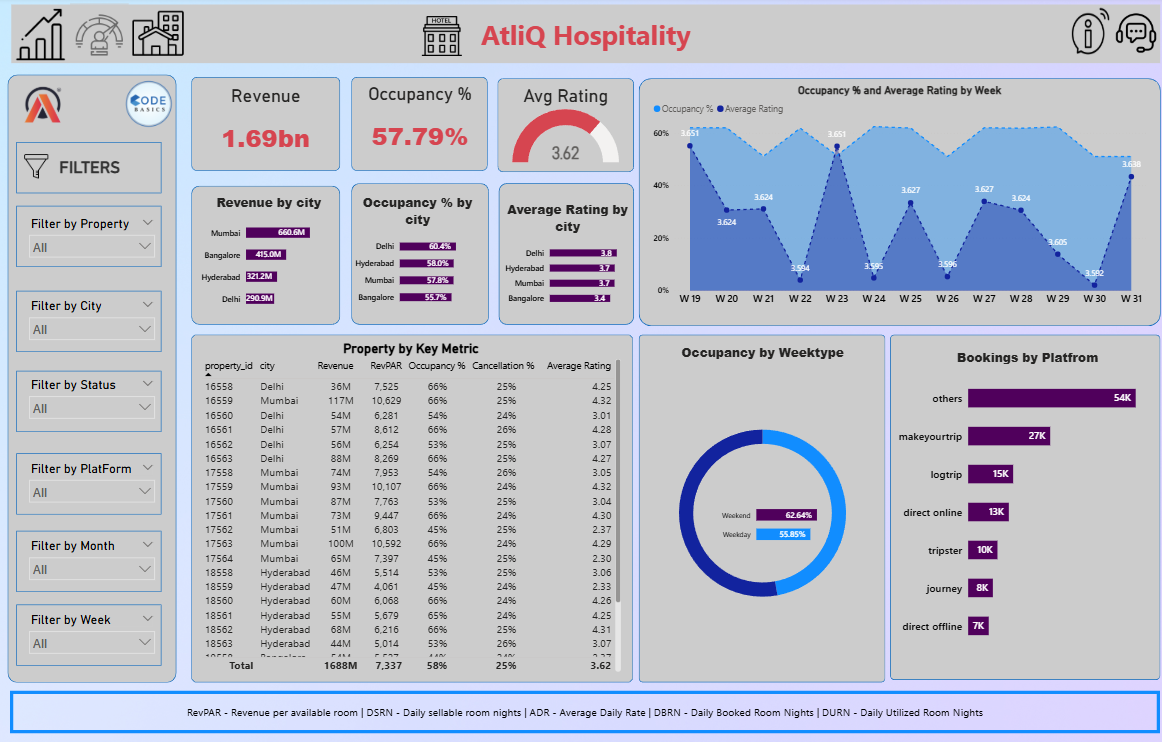 HOTEL
AtliQ Hospitality
CODE
BASICS
FILTERS
Filter by Property
All
Filter by City
All
Filter by Status
All
Filter by PlatForm
All
Filter by Month
All
Filter by Week
All
Revenue
1.69bn
Occupancy %
57.79%
Avg Rating
3.62
Revenue by city
Mumbai 660.6M
Bangalore 415.0M
Hyderabad 321.2M
Delhi 290.9M
Occupancy % by
city
Delhi 60.4%
Hyderabad 58.0%
Mumbai 57.8%
Bangalore 55.7%
Average Rating by
city
Delhi 3.8
Hyderabad 3.7
Mumbai 3.7
Bangalore 3.4
Occupancy % and Average Rating by Week
Occupancy % Average Rating
60%
40%
20%
0%
3.651
3.624
3.624
3.594
3.651
3.595
3.627
3.596
3.627
3.624
3.605
3.592
3.638
W 19 W 20 W 21 W 22 W 23 W 24 W 25 W 26 W 27 W 28 W 29 W 30 W 31
Property by Key Metric
property_id city Revenue RevPAR Occupancy % Cancellation % Average Rating
16558 Delhi 36M 7,525 66% 25% 4.25
16559 Mumbai 117M 10,629 66% 25% 4.32
16560 Delhi 54M 6,281 54% 24% 3.01
16561 Delhi 57M 8,612 66% 26% 4.28
16562 Delhi 56M 6,254 53% 25% 3.07
16563 Delhi 88M 8,269 66% 25% 4.27
17558 Mumbai 74M 7,953 54% 26% 3.05
17559 Mumbai 93M 10,107 66% 24% 4.32
17560 Mumbai 87M 7,763 53% 25% 3.04
17561 Mumbai 73M 9,447 66% 24% 4.30
17562 Mumbai 51M 6,803 45% 25% 2.37
17563 Mumbai 100M 10,592 66% 24% 4.29
17564 Mumbai 65M 7,397 45% 25% 2.30
18558 Hyderabad 46M 5,514 53% 25% 3.06
18559 Hyderabad 47M 4,061 45% 24% 2.33
18560 Hyderabad 60M 6,068 66% 24% 4.26
18561 Hyderabad 55M 5,679 65% 24% 4.25
18562 Hyderabad 68M 6,216 66% 25% 4.31
18563 Hyderabad 44M 5,014 53% 26% 3.07
Total 1688M 7,337 58% 25% 3.62
Occupancy by Weektype
Weekend 62.64%
Weekday 55.85%
Bookings by Platfrom
others 54K
makeyourtrip 27K
logtrip 15K
direct online 13K
tripster 10K
journey 8K
direct offline 7K
RevPAR - Revenue per available room | DSRN - Daily sellable room nights | ADR - Average Daily Rate | DBRN - Daily Booked Room Nights | DURN - Daily Utilized Room Nights